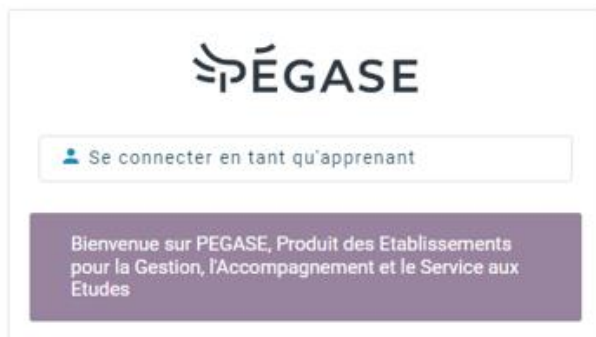 PÉGASE
Se connecter en tant qu'apprenant
Bienvenue sur PEGASE, Produit des Etablissements
pour la Gestion, l'Accompagnement et le Service aux
Etudes